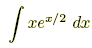 ∫ xe^{x/2} dx